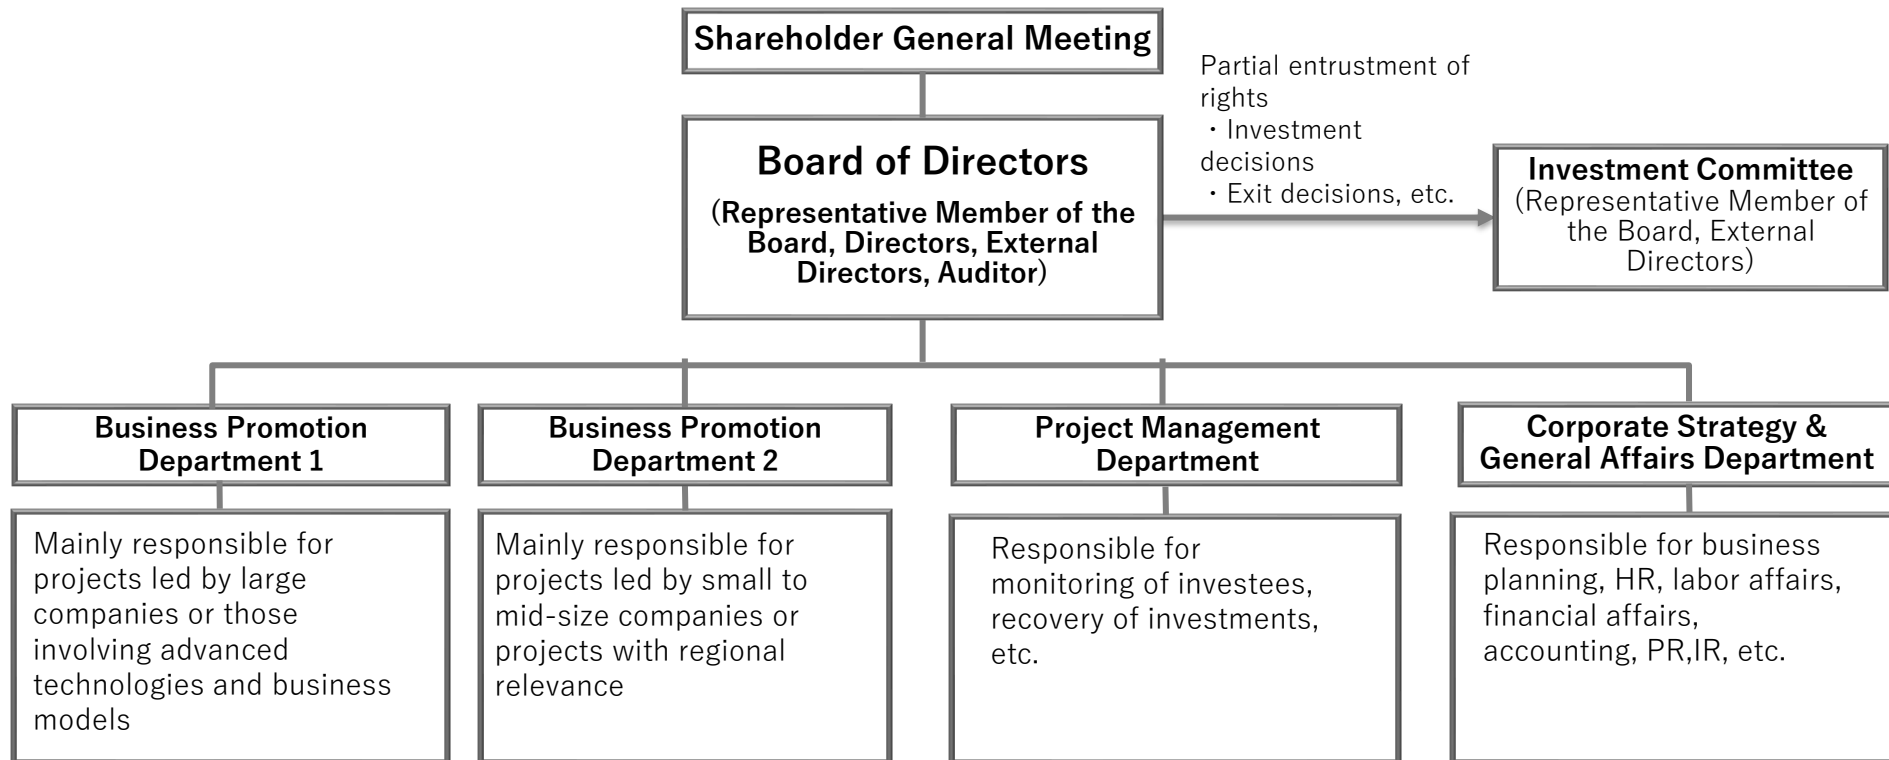 Shareholder General Meeting
Partial entrustment of
rights
・Investment
decisions
・Exit decisions, etc.
Board of Directors
(Representative Member of the
Board, Directors, External
Directors, Auditor)
Investment Committee
(Representative Member of
the Board, External
Directors)
Business Promotion
Department 1
Mainly responsible for
projects led by large
companies or those
involving advanced
technologies and business
models
Business Promotion
Department 2
Mainly responsible for
projects led by small to
mid-size companies or
projects with regional
relevance
Project Management
Department
Responsible for
monitoring of investees,
recovery of investments,
etc.
Corporate Strategy &
General Affairs Department
Responsible for business
planning, HR, labor affairs,
financial affairs,
accounting, PR,IR, etc.